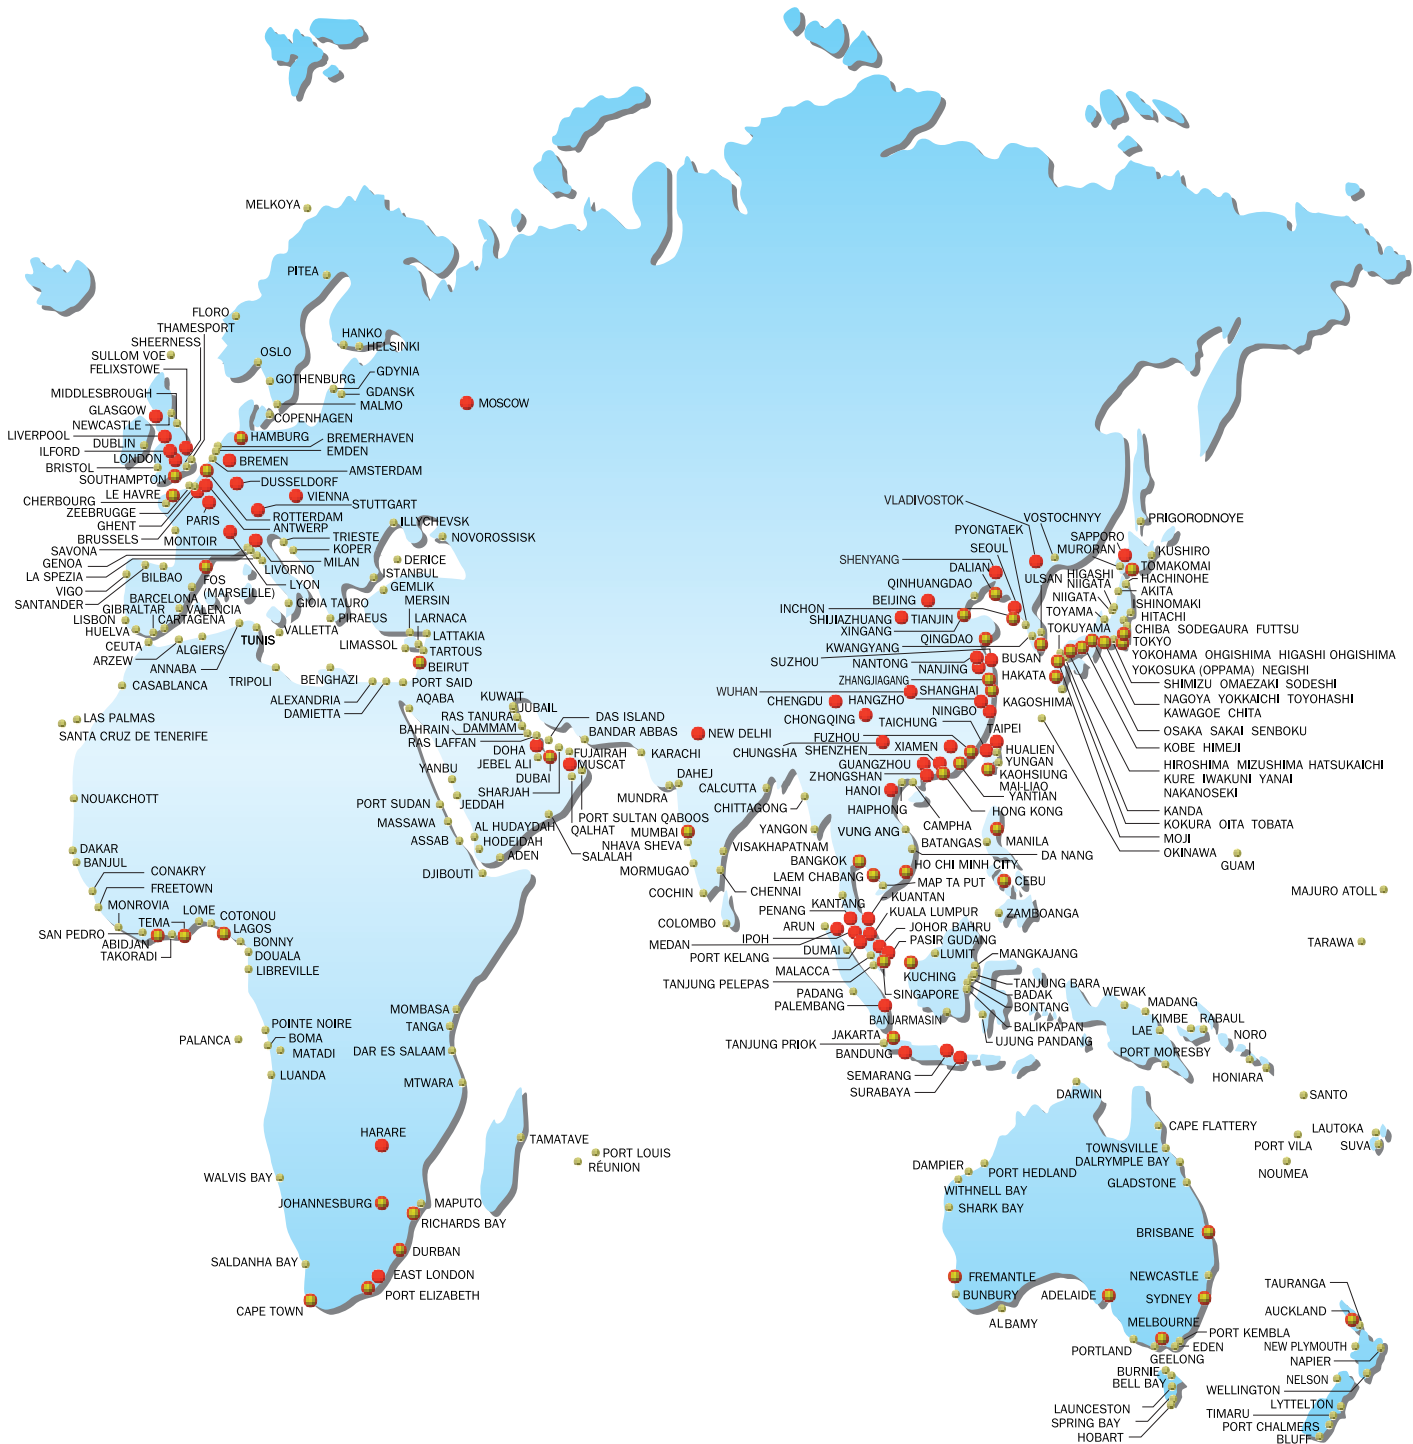 MELKOYA
PITEA
FLORO
THAMESPORT
SHEERNESS
SULLOM VOE
FELIXSTOWE
HANKO
HELSINKI
OSLO
GOTHENBURG
GDYNIA
GDANSK
MALMO
COPENHAGEN
MOSCOW
MIDDLESBROUGH
GLASGOW
NEWCASTLE
LIVERPOOL
DUBLIN
ILFORD
LONDON
BRISTOL
SOUTHAMPTON
LE HAVRE
CHERBOURG
ZEEBRUGGE
GHENT
BRUSSELS
HAMBURG
BREMERHAVEN
EMDEN
BREMEN
AMSTERDAM
DUSSELDORF
VIENNA
STUTTGART
PARIS
ROTTERDAM
ANTWERP
MONTOIR
TRIESTE
KOPER
MILAN
SAVONA
GENOA
LIVORNO
LA SPEZIA
LYON
VIGO
BILBAO
SANTANDER
FOS
(MARSEILLE)
BARCELONA
GIBRALTAR
VALENCIA
LISBON
CARTAGENA
HUELVA
CEUTA
ARZEW
ALGIERS
ANNABA
TUNIS
VALLETTA
GIOIA TAURO
PIRAEUS
ILLYCHEVSK
NOVOROSSISK
DERICE
ISTANBUL
GEMLIK
MERSIN
LARNACA
LATTAKIA
LIMASSOL
TARTOUS
BEIRUT
PORT SAID
CASABLANCA
TRIPOLI
BENGHAZI
ALEXANDRIA
DAMIETTA
AQABA
LAS PALMAS
SANTA CRUZ DE TENERIFE
KUWAIT
JUBAIL
RAS TANURA
DAMMAM
BAHRAIN
RAS LAFFAN
DOHA
JEBEL ALI
DUBAI
SHARJAH
DAS ISLAND
BANDAR ABBAS
FUJAIRAH
MUSCAT
PORT SULTAN QABOOS
QALHAT
SALALAH
YANBU
JEDDAH
PORT SUDAN
MASSAWA
ASSAB
AL HUDAYDAH
HODEIDAH
ADEN
DJIBOUTI
NOUAKCHOTT
DAKAR
BANJUL
CONAKRY
FREETOWN
MONROVIA
SAN PEDRO
ABIDJAN
TAKORADI
TEMA
LOME
COTONOU
LAGOS
BONNY
DOUALA
LIBREVILLE
POINTE NOIRE
BOMA
PALANCA
MATADI
LUANDA
MOMBASA
TANGA
DAR ES SALAAM
MTWARA
HARARE
TAMATAVE
PORT LOUIS
RÉUNION
WALVIS BAY
JOHANNESBURG
MAPUTO
RICHARDS BAY
DURBAN
SALDANHA BAY
EAST LONDON
PORT ELIZABETH
CAPE TOWN
KARACHI
NEW DELHI
DAHEJ
MUNDRA
CALCUTTA
CHITTAGONG
MUMBAI
NHAVA SHEVA
MORMUGAO
VISAKHAPATNAM
CHENNAI
COCHIN
COLOMBO
YANGON
VLADIVOSTOK
VOSTOCHNYY
PYONGTAEK
SHENYANG
SEOUL
DALIAN
QINHUANGDAO
BEIJING
INCHON
SHIJIAZHUANG
TIANJIN
XINGANG
QINGDAO
KWANGYANG
SUZHOU
NANTONG
NANJING
ZHANGJIAGANG
WUHAN
SHANGHAI
CHENGDU
HANGZHO
NINGBO
CHONGQING
TAICHUNG
TAIPEI
FUZHOU
CHUNGSHA
XIAMEN
SHENZHEN
HUALIEN
YUNGAN
GUANGZHOU
KAOHSIUNG
MAI-LIAO
ZHONGSHAN
YANTIAN
HANOI
HONG KONG
HAIPHONG
CAMPHA
ULSAN
BUSAN
HAKATA
KAGOSHIMA
PRIGORODNOYE
SAPPORO
MURORAN
KUSHIRO
TOMAKOMAI
HIGASHI
NIIGATA
HACHINOHE
AKITA
NIIGATA
ISHINOMAKI
TOYAMA
HITACHI
TOKUYAMA
CHIBA SODEGAURA FUTTSU
TOKYO
YOKOHAMA OHGISHIMA HIGASHI OHGISHIMA
YOKOSUKA (OPPAMA) NEGISHI
SHIMIZU OMAEZAKI SODESHI
NAGOYA YOKKAICHI TOYOHASHI
KAWAGOE CHITA
OSAKA SAKAI SENBOKU
KOBE HIMEJI
HIROSHIMA MIZUSHIMA HATSUKAICHI
KURE IWAKUNI YANAI
NAKANOSEKI
KANDA
KOKURA OITA TOBATA
MOJI
OKINAWA
GUAM
MAJURO ATOLL
TARAWA
VUNG ANG
BATANGAS
MANILA
DA NANG
BANGKOK
HO CHI MINH CITY
LAEM CHABANG
MAP TA PUT
CEBU
KUANTAN
KANTANG
PENANG
KUALA LUMPUR
ZAMBOANGA
ARUN
JOHOR BAHRU
IPOH
MEDAN
DUMAI
PASIR GUDANG
PORT KELANG
LUMIT
MALACCA
MANGKAJANG
KUCHING
TANJUNG PELEPAS
TANJUNG BARA
SINGAPORE
BADAK
PADANG
BONTANG
PALEMBANG
BANJARMASIN
BALIKPAPAN
UJUNG PANDANG
JAKARTA
TANJUNG PRIOK
BANDUNG
SEMARANG
SURABAYA
WEWAK
MADANG
KIMBE
RABAUL
LAE
NORO
PORT MORESBY
HONIARA
SANTO
DARWIN
CAPE FLATTERY
LAUTOKA
PORT VILA
SUVA
NOUMEA
TOWNSVILLE
DALRYMPLE BAY
GLADSTONE
DAMPIER
PORT HEDLAND
WITHNELL BAY
SHARK BAY
BRISBANE
FREMANTLE
BUNBURY
ALBAMY
ADELAIDE
NEWCASTLE
SYDNEY
MELBOURNE
PORT KEMBLA
EDEN
PORTLAND
GEELONG
BURNIE
BELL BAY
LAUNCESTON
SPRING BAY
HOBART
TAURANGA
AUCKLAND
NEW PLYMOUTH
NAPIER
NELSON
WELLINGTON
LYTTELTON
TIMARU
PORT CHALMERS
BLUFF